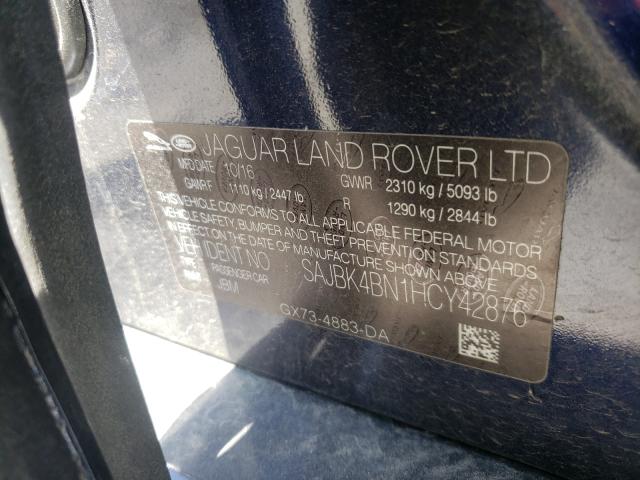 JAGUAR LAND ROVER LTD
MFD DATE 10/16 GVWR 2310 kg / 5093 lb
GAWR F 1110 kg / 2447 lb R 1290 kg / 2844 lb
THIS VEHICLE CONFORMS TO ALL APPLICABLE FEDERAL MOTOR
VEHICLE SAFETY, BUMPER AND THEFT PREVENTION STANDARDS
IN EFFECT ON THE DATE OF MANUFACTURE SHOWN ABOVE
VEH IDENT NO SAJBK4BN1HCY42876
TYPE PASSENGER CAR
JBM
GX73-4883-DA